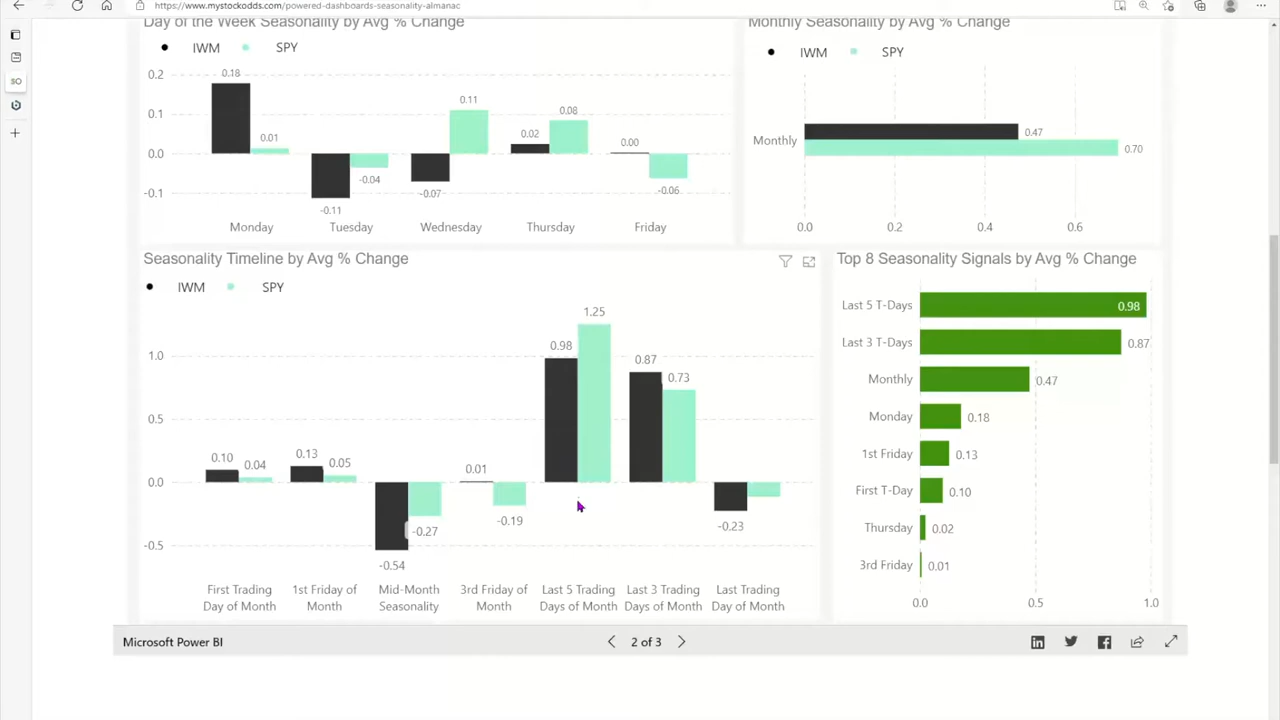 https://www.mystockodds.com/powered-dashboards-seasonality-almanac
SO
Day of the Week Seasonality by Avg % Change
IWM SPY
0.2
0.1
0.0
-0.1
0.18
0.01
-0.11
-0.04
-0.07
0.11
0.02
0.08
0.00
-0.06
Monday Tuesday Wednesday Thursday Friday
Monthly Seasonality by Avg % Change
IWM SPY
Monthly
0.47
0.70
0.0 0.2 0.4 0.6
Seasonality Timeline by Avg % Change
IWM SPY
1.0
0.5
0.0
-0.5
0.10
0.04
0.13
0.05
-0.54
-0.27
0.01
-0.19
0.98
1.25
0.87
0.73
-0.23
First Trading
Day of Month
1st Friday of
Month
Mid-Month
Seasonality
3rd Friday of
Month
Last 5 Trading
Days of Month
Last 3 Trading
Days of Month
Last Trading
Day of Month
Top 8 Seasonality Signals by Avg % Change
Last 5 T-Days 0.98
Last 3 T-Days 0.87
Monthly 0.47
Monday 0.18
1st Friday 0.13
First T-Day 0.10
Thursday 0.02
3rd Friday 0.01
0.0 0.5 1.0
Microsoft Power BI
2 of 3